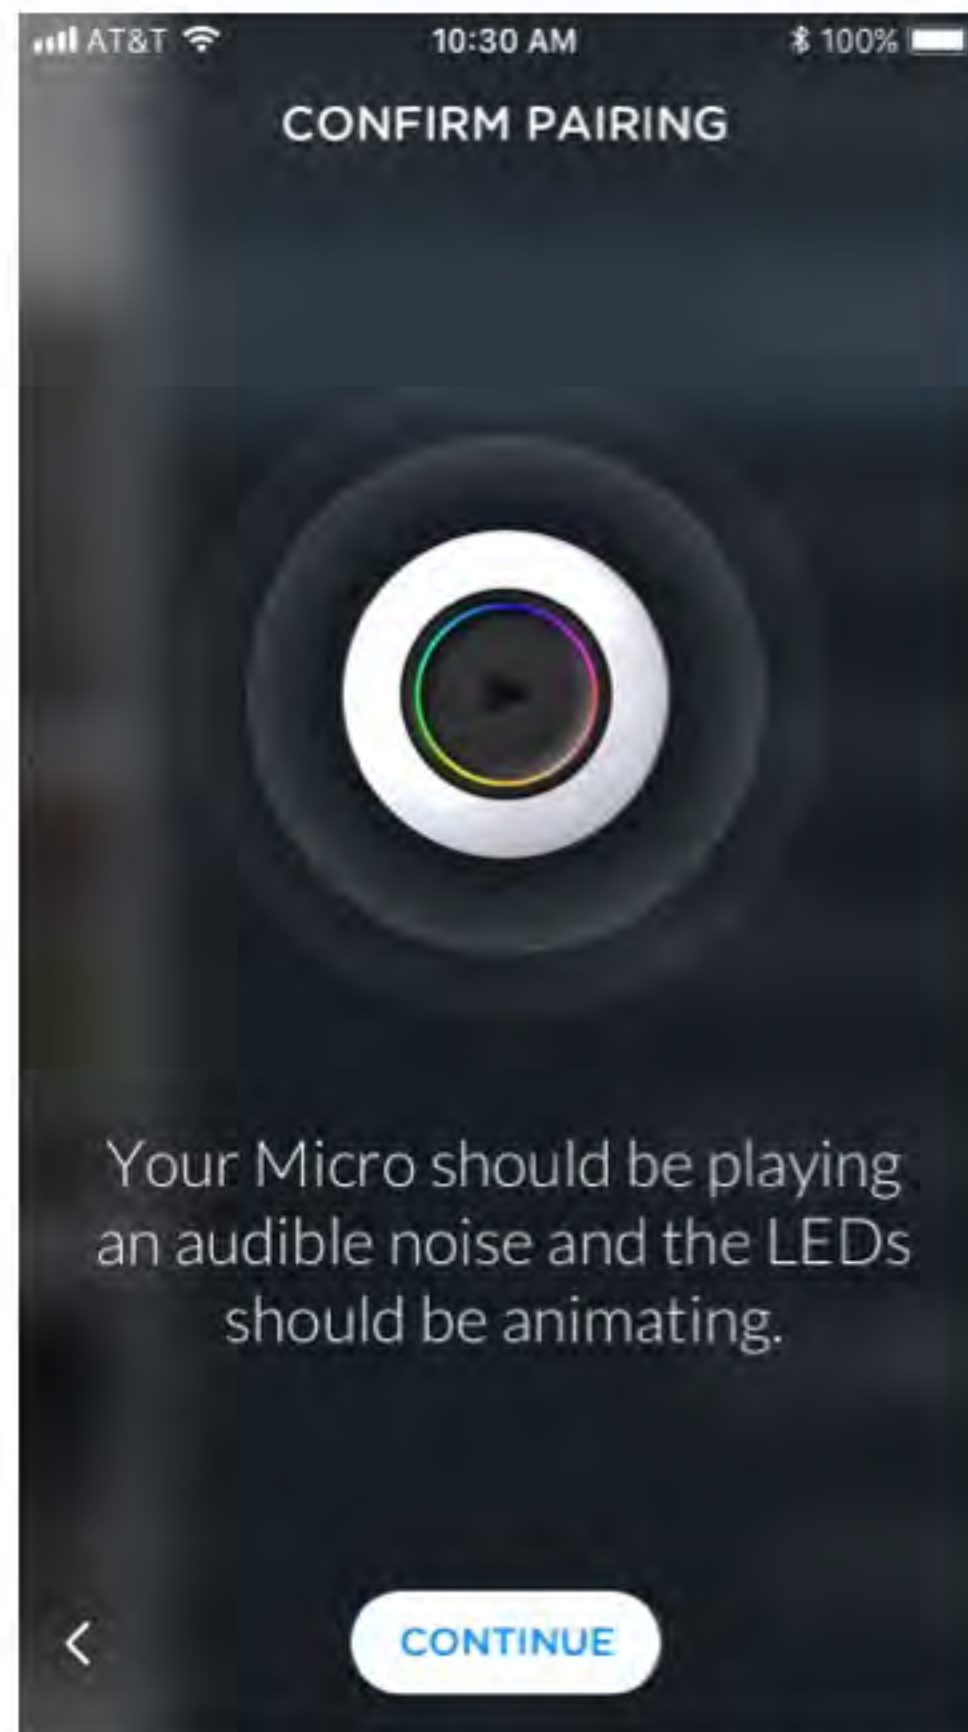 AT&T 10:30 AM 100%
CONFIRM PAIRING
Your Micro should be playing
an audible noise and the LEDs
should be animating.
CONTINUE